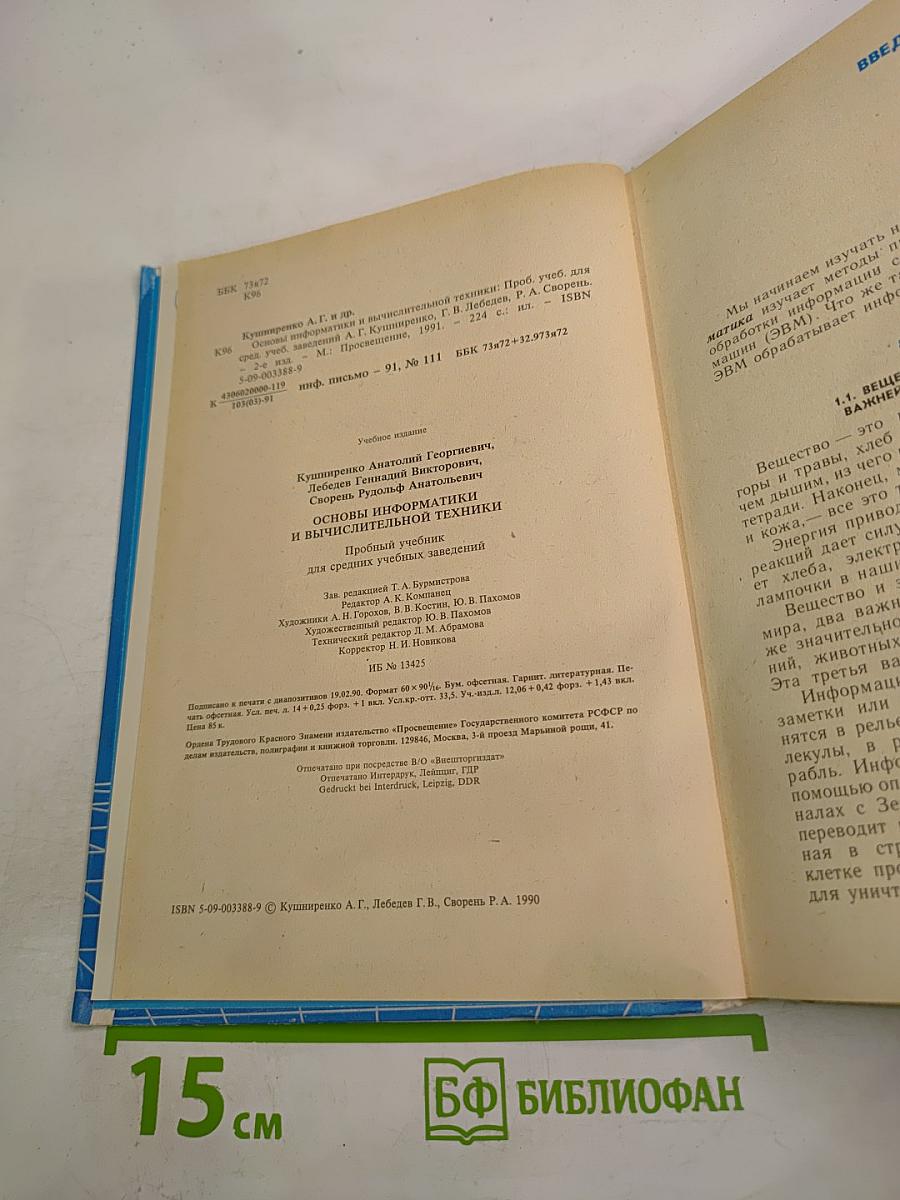 ББК 73я72
К96
Кушниренко А. Г. и др.
К96 Основы информатики и вычислительной техники: Проб. учеб. для
сред. учеб. заведений А. Г. Кушниренко, Г. В. Лебедев, Р. А. Сворень.
– 2-е изд. – М.: Просвещение, 1991. – 224 с.: ил. – ISBN
5-09-003388-9
К 4306020000-119
103(03)-91
инф. письмо – 91, № 111 ББК 73я72+32.973я72
Учебное издание
Кушниренко Анатолий Георгиевич,
Лебедев Геннадий Викторович,
Сворень Рудольф Анатольевич
ОСНОВЫ ИНФОРМАТИКИ
И ВЫЧИСЛИТЕЛЬНОЙ ТЕХНИКИ
Пробный учебник
для средних учебных заведений
Зав. редакцией Т. А. Бурмистрова
Редактор А. К. Компанец
Художники А. Н. Горохов, В. В. Костин, Ю. В. Пахомов
Художественный редактор Ю. В. Пахомов
Технический редактор Л. М. Абрамова
Корректор Н. И. Новикова
ИБ № 13425
Подписано к печати с диапозитивов 19.02.90. Формат 60×90¹/₁₆. Бум. офсетная. Гарнит. литературная. Пе-
чать офсетная. Усл. печ. л. 14+0,25 форз. +1 вкл. Усл.кр.-отт. 33,5. Уч.-изд.л. 12,06+0,42 форз. +1,43 вкл.
Цена 85 к.
Ордена Трудового Красного Знамени издательство «Просвещение» Государственного комитета РСФСР по
делам издательств, полиграфии и книжной торговли. 129846, Москва, 3-й проезд Марьиной рощи, 41.
Отпечатано при посредстве В/О «Внешторгиздат»
Отпечатано Интердрук, Лейпциг, ГДР
Gedruckt bei Interdruck, Leipzig, DDR
ISBN 5-09-003388-9 © Кушниренко А. Г., Лебедев Г. В., Сворень Р. А. 1990
ВВЕД
Мы начинаем изучать н
матика изучает методы п
обработки информации с
машин (ЭВМ). Что же та
ЭВМ обрабатывает инфо
1.1. ВЕЩЕ
ВАЖНЕЙ
Вещество — это
горы и травы, хлеб
чем дышим, из чего
тетради. Наконец,
и кожа,— все это
Энергия привод
реакций дает силу
ет хлеба, электр
лампочки в наши
Вещество и э
мира, два важн
же значительно
ний, животных
Эта третья ва
Информаци
заметки или
нятся в релье
лекулы, в р
рабль. Инфо
помощью оп
налах с Зе
переводит
ная в стр
клетке пре
для уничт
15 см
БФ БИБЛИОФАН